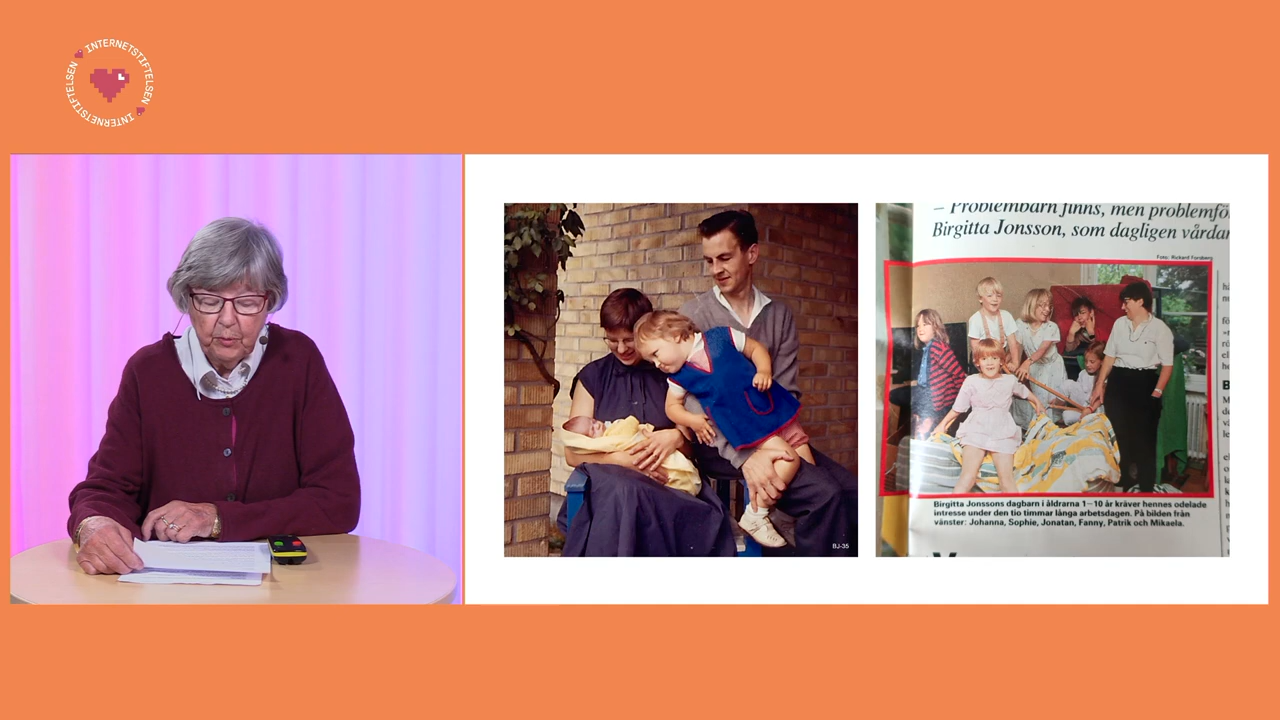 INTERNETSTIFTELSEN
INTERNETSTIFTELSEN
BJ-35
– Problembarn finns, men problemfö
Birgitta Jonsson, som dagligen vårdar
Foto: Rickard Forsberg
Birgitta Jonssons dagbarn i åldrarna 1–10 år kräver hennes odelade
intresse under den tio timmar långa arbetsdagen. På bilden från
vänster: Johanna, Sophie, Jonatan, Fanny, Patrik och Mikaela.